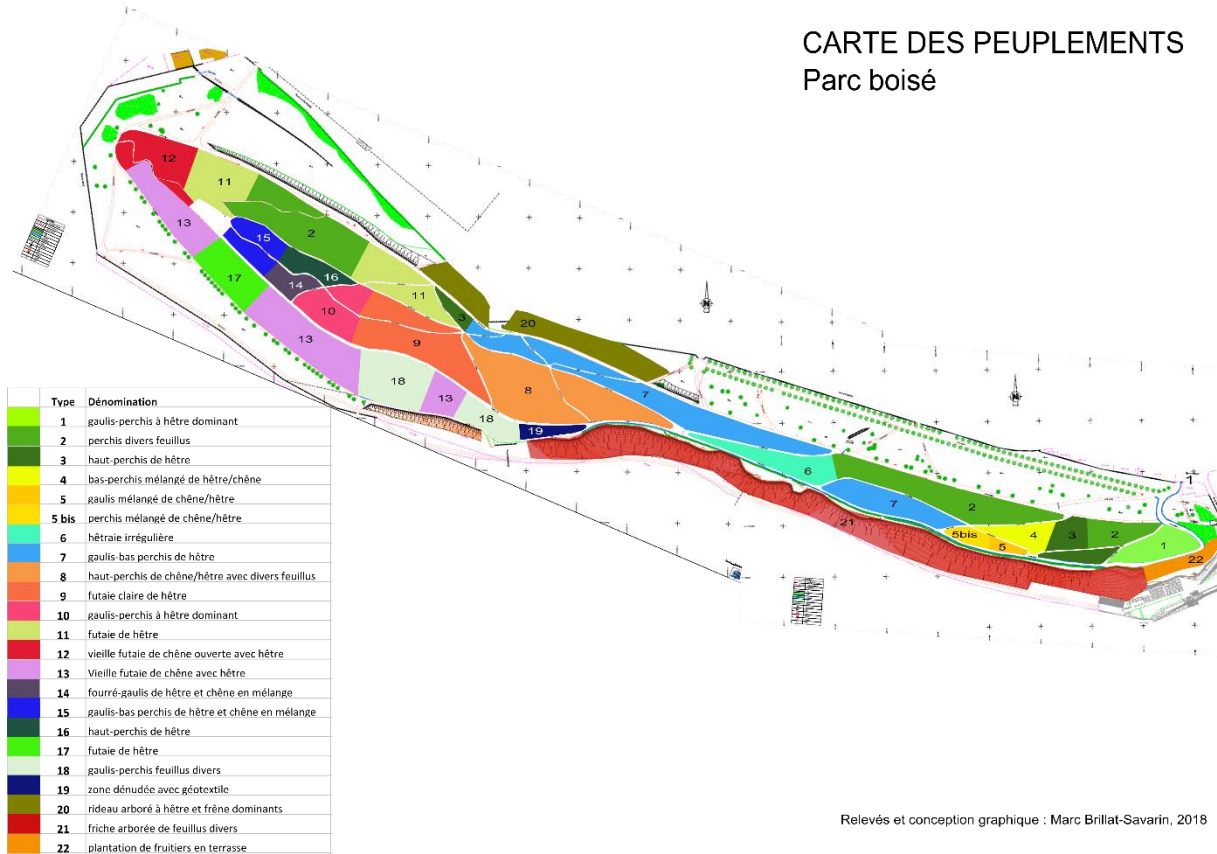 CARTE DES PEUPLEMENTS
Parc boisé
12
11
13
2
15
16
17
14
11
10
3
20
13
9
18
8
7
13
18
19
6
7
2
21
5bis
5
4
3
2
1
22
1
N
N
Type Dénomination
1 gaulis-perchis à hêtre dominant
2 perchis divers feuillus
3 haut-perchis de hêtre
4 bas-perchis mélangé de hêtre/chêne
5 gaulis mélangé de chêne/hêtre
5 bis perchis mélangé de chêne/hêtre
6 hêtraie irrégulière
7 gaulis-bas perchis de hêtre
8 haut-perchis de chêne/hêtre avec divers feuillus
9 futaie claire de hêtre
10 gaulis-perchis à hêtre dominant
11 futaie de hêtre
12 vieille futaie de chêne ouverte avec hêtre
13 Vieille futaie de chêne avec hêtre
14 fourré-gaulis de hêtre et chêne en mélange
15 gaulis-bas perchis de hêtre et chêne en mélange
16 haut-perchis de hêtre
17 futaie de hêtre
18 gaulis-perchis feuillus divers
19 zone dénudée avec géotextile
20 rideau arboré à hêtre et frêne dominants
21 friche arborée de feuillus divers
22 plantation de fruitiers en terrasse
Relevés et conception graphique : Marc Brillat-Savarin, 2018